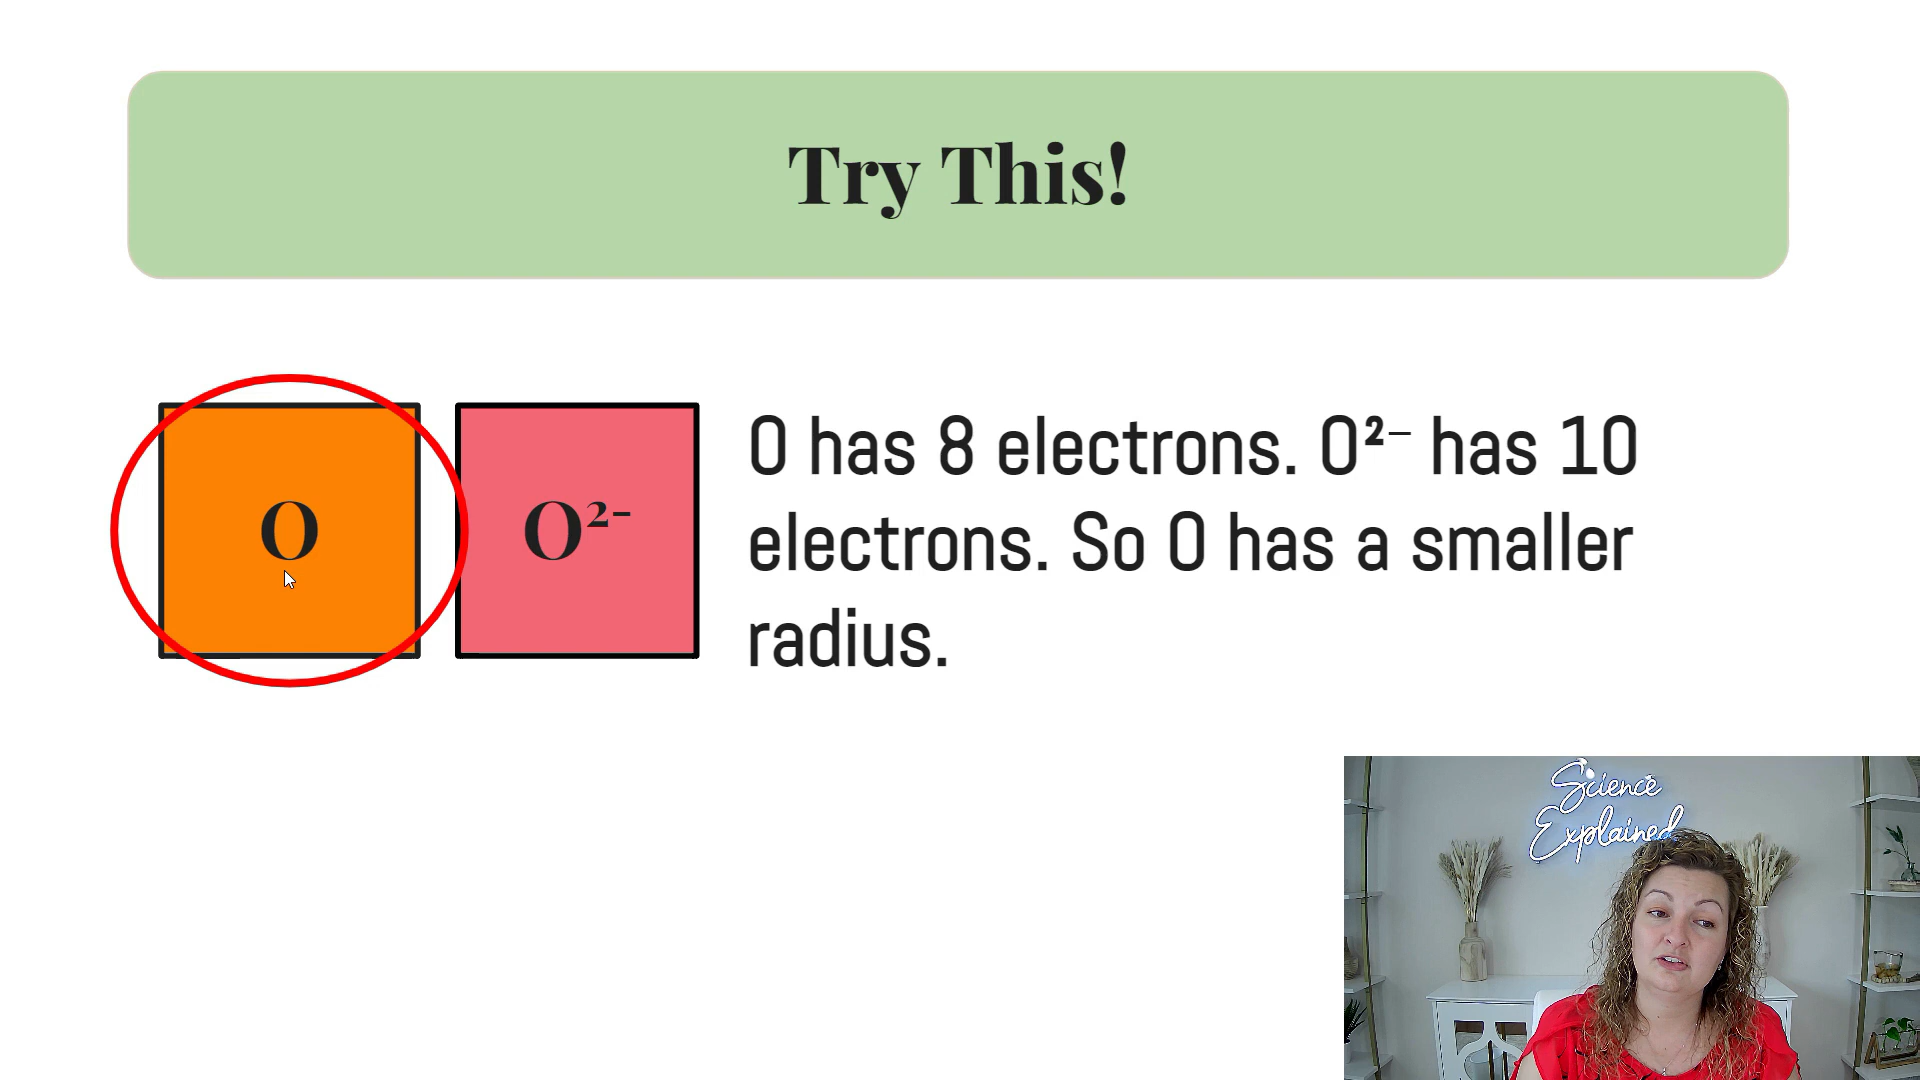 Try This!
O
O²⁻
O has 8 electrons. O²⁻ has 10
electrons. So O has a smaller
radius.
Science
Explained